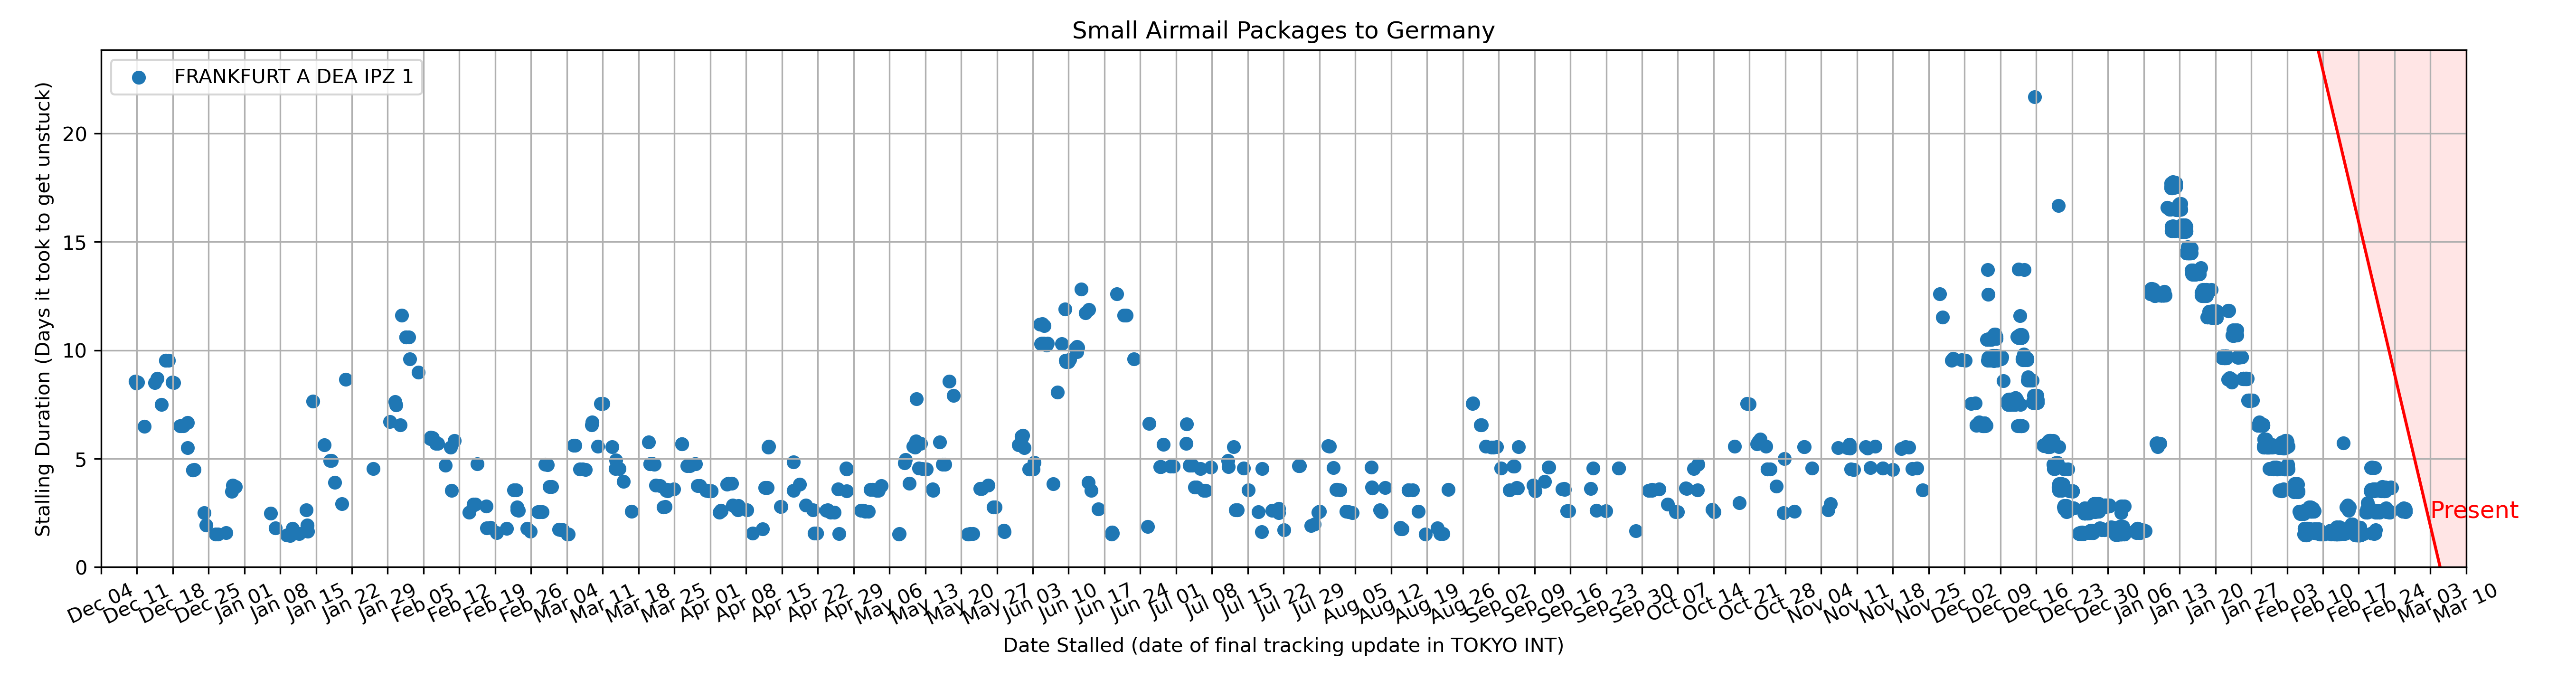 Small Airmail Packages to Germany
FRANKFURT A DEA IPZ 1
Stalling Duration (Days it took to get unstuck)
20
15
10
5
0
Present
Dec 04
Dec 11
Dec 18
Dec 25
Jan 01
Jan 08
Jan 15
Jan 22
Jan 29
Feb 05
Feb 12
Feb 19
Feb 26
Mar 04
Mar 11
Mar 18
Mar 25
Apr 01
Apr 08
Apr 15
Apr 22
Apr 29
May 06
May 13
May 20
May 27
Jun 03
Jun 10
Jun 17
Jun 24
Jul 01
Jul 08
Jul 15
Jul 22
Jul 29
Aug 05
Aug 12
Aug 19
Aug 26
Sep 02
Sep 09
Sep 16
Sep 23
Sep 30
Oct 07
Oct 14
Oct 21
Oct 28
Nov 04
Nov 11
Nov 18
Nov 25
Dec 02
Dec 09
Dec 16
Dec 23
Dec 30
Jan 06
Jan 13
Jan 20
Jan 27
Feb 03
Feb 10
Feb 17
Feb 24
Mar 03
Mar 10
Date Stalled (date of final tracking update in TOKYO INT)